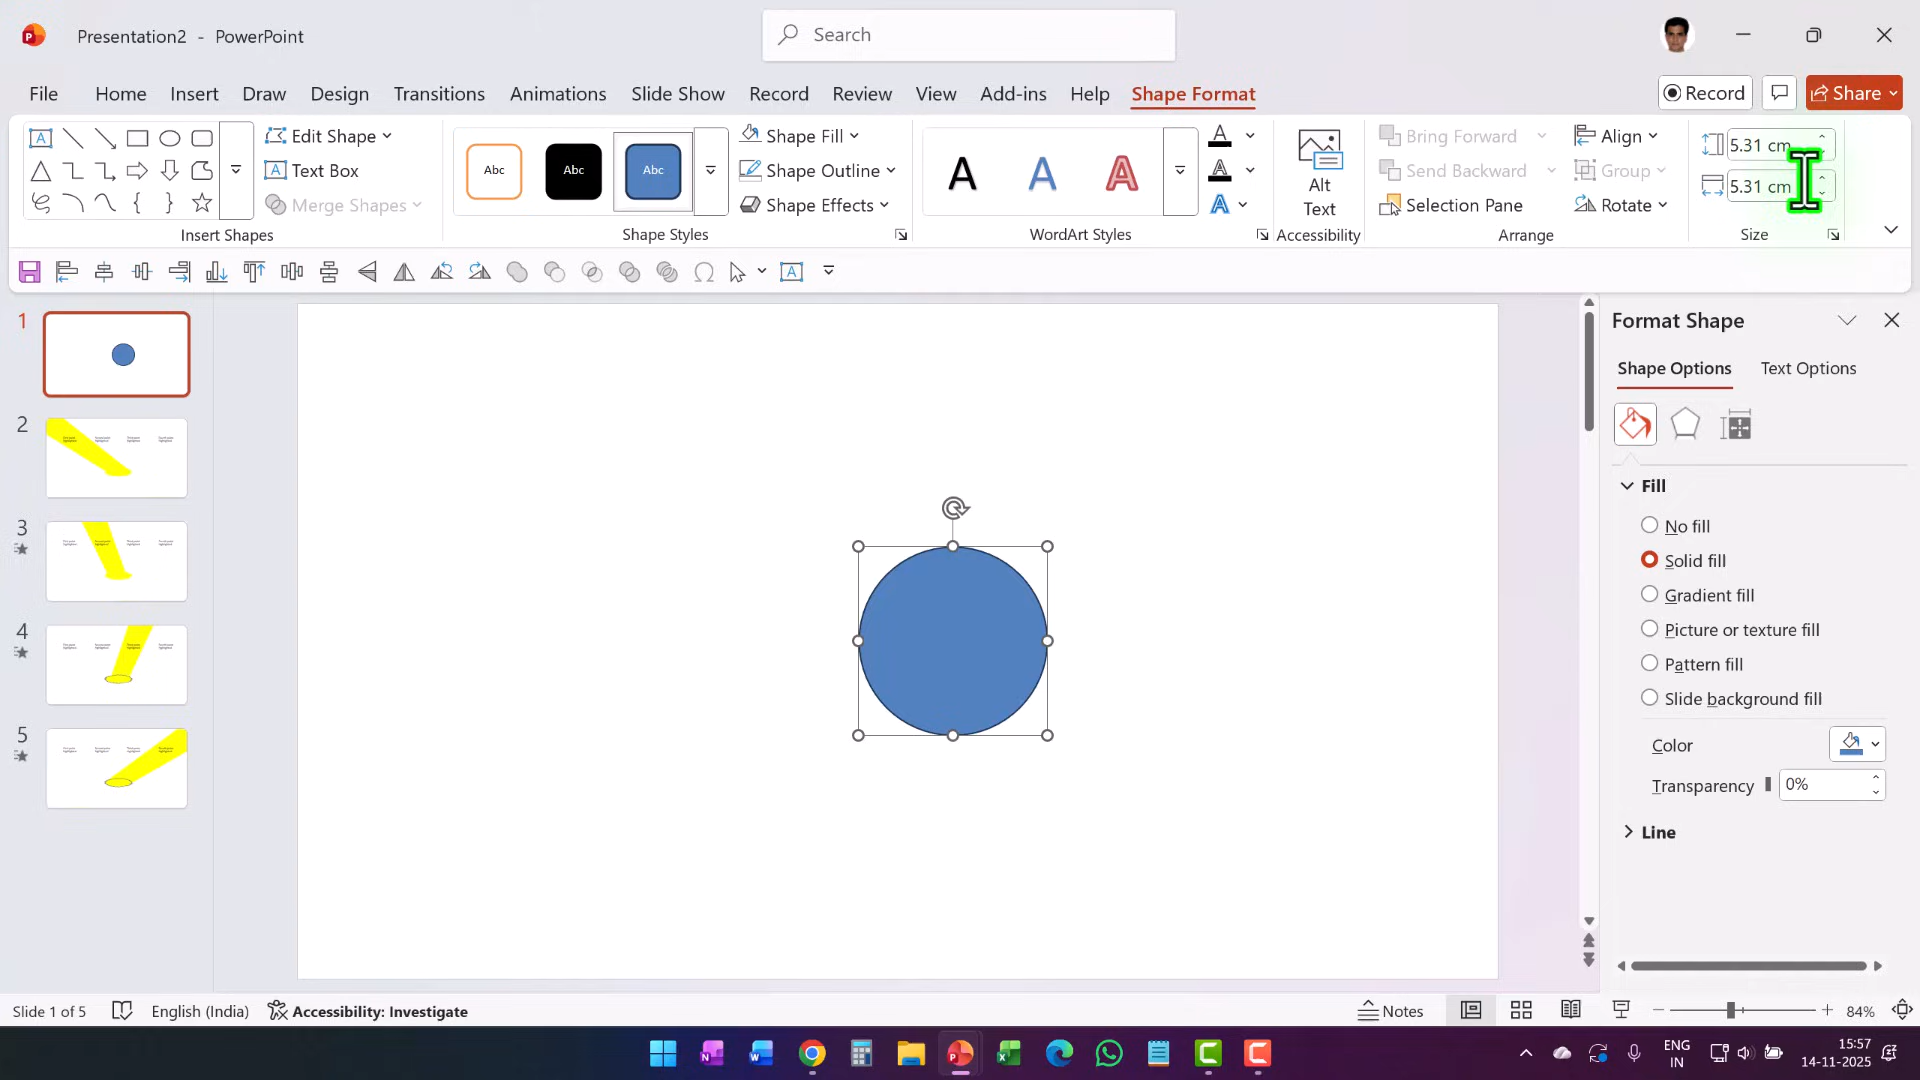 Presentation2 - PowerPoint
Search
File Home Insert Draw Design Transitions Animations Slide Show Record Review View Add-ins Help Shape Format
Record
Share
Edit Shape
Text Box
Merge Shapes
Insert Shapes
Abc Abc Abc
Shape Fill
Shape Outline
Shape Effects
Shape Styles
A A A
WordArt Styles
Alt
Text
Accessibility
Bring Forward
Send Backward
Selection Pane
Align
Group
Rotate
Arrange
5.31 cm
5.31 cm
Size
1
2
3
4
5
Format Shape
Shape Options Text Options
Fill
No fill
Solid fill
Gradient fill
Picture or texture fill
Pattern fill
Slide background fill
Color
Transparency 0%
Line
Slide 1 of 5 English (India) Accessibility: Investigate
Notes
84%
ENG
IN
15:57
14-11-2025